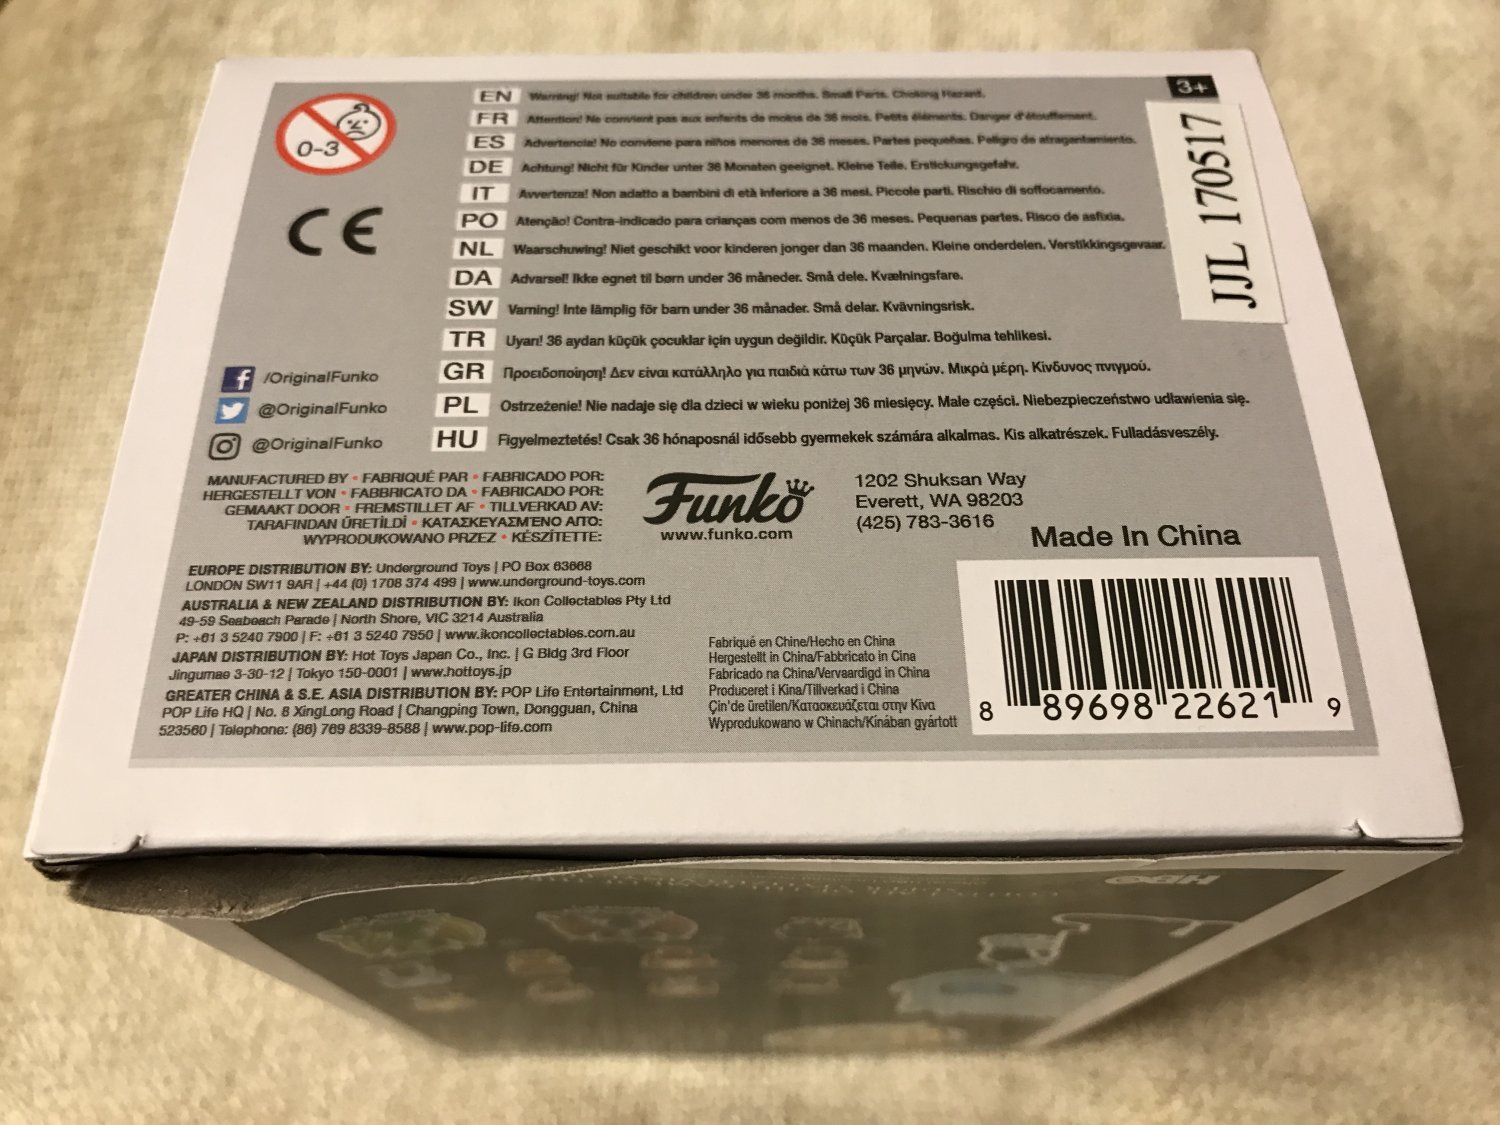 3+
0-3
EN Warning! Not suitable for children under 36 months. Small Parts. Choking Hazard.
FR Attention! Ne convient pas aux enfants de moins de 36 mois. Petits éléments. Danger d'étouffement.
ES Advertencia! No conviene para niños menores de 36 meses. Partes pequeñas. Peligro de atragantamiento.
DE Achtung! Nicht für Kinder unter 36 Monaten geeignet. Kleine Teile. Erstickungsgefahr.
IT Avvertenza! Non adatto a bambini di età inferiore a 36 mesi. Piccole parti. Rischio di soffocamento.
PO Atenção! Contra-indicado para crianças com menos de 36 meses. Pequenas partes. Risco de asfixia.
NL Waarschuwing! Niet geschikt voor kinderen jonger dan 36 maanden. Kleine onderdelen. Verstikkingsgevaar.
DA Advarsel! Ikke egnet til børn under 36 måneder. Små dele. Kvælningsfare.
SW Varning! Inte lämplig för barn under 36 månader. Små delar. Kvävningsrisk.
TR Uyarı! 36 aydan küçük çocuklar için uygun değildir. Küçük Parçalar. Boğulma tehlikesi.
GR Προειδοποίηση! Δεν είναι κατάλληλο για παιδιά κάτω των 36 μηνών. Μικρά μέρη. Κίνδυνος πνιγμού.
PL Ostrzeżenie! Nie nadaje się dla dzieci w wieku poniżej 36 miesięcy. Małe części. Niebezpieczeństwo udławienia się.
HU Figyelmeztetés! Csak 36 hónaposnál idősebb gyermekek számára alkalmas. Kis alkatrészek. Fulladásveszély.
JJL 170517
CE
/OriginalFunko
@OriginalFunko
@OriginalFunko
MANUFACTURED BY • FABRIQUÉ PAR • FABRICADO POR:
HERGESTELLT VON • FABBRICATO DA • FABRICADO POR:
GEMAAKT DOOR • FREMSTILLET AF • TILLVERKAD AV:
TARAFINDAN ÜRETİLDİ • ΚΑΤΑΣΚΕΥΑΣΜΈΝΟ ΑΠΌ:
WYPRODUKOWANO PRZEZ • KÉSZÍTETTE:
Funko
www.funko.com
1202 Shuksan Way
Everett, WA 98203
(425) 783-3616
Made In China
EUROPE DISTRIBUTION BY: Underground Toys | PO Box 63668
LONDON SW11 9AR | +44 (0) 1708 374 499 | www.underground-toys.com
AUSTRALIA & NEW ZEALAND DISTRIBUTION BY: Ikon Collectables Pty Ltd
49-59 Seabeach Parade | North Shore, VIC 3214 Australia
P: +61 3 5240 7900 | F: +61 3 5240 7950 | www.ikoncollectables.com.au
JAPAN DISTRIBUTION BY: Hot Toys Japan Co., Inc. | G Bldg 3rd Floor
Jingumae 3-30-12 | Tokyo 150-0001 | www.hottoys.jp
GREATER CHINA & S.E. ASIA DISTRIBUTION BY: POP Life Entertainment, Ltd
POP Life HQ | No. 8 XingLong Road | Changping Town, Dongguan, China
523560 | Telephone: (86) 769 8339-8588 | www.pop-life.com
Fabriqué en Chine/Hecho en China
Hergestellt in China/Fabbricato in Cina
Fabricado na China/Vervaardigd in China
Produceret i Kina/Tillverkad i China
Çin'de üretilen/Κατασκευάζεται στην Κίνα
Wyprodukowano w Chinach/Kínában gyártott
8 89698 22621 9
HBO